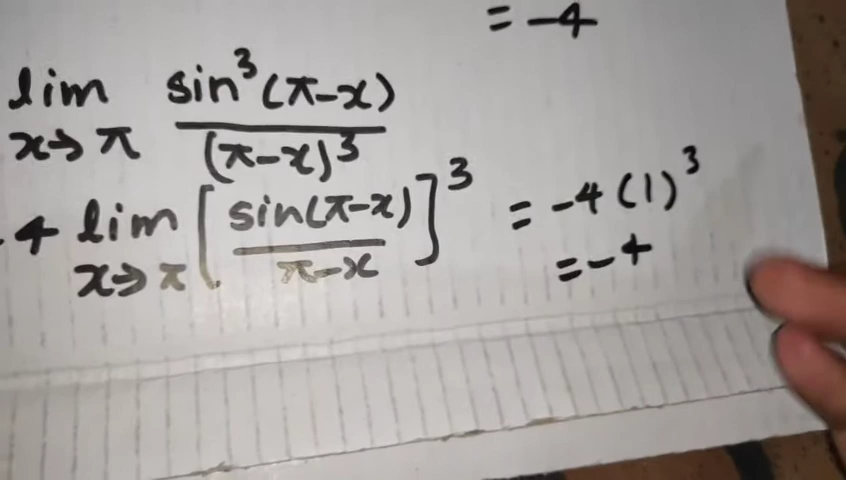 = -4
lim sin³(π-x)
x→π (π-x)³
-4 lim [sin(π-x)]³ = -4(1)³
x→π π-x = -4